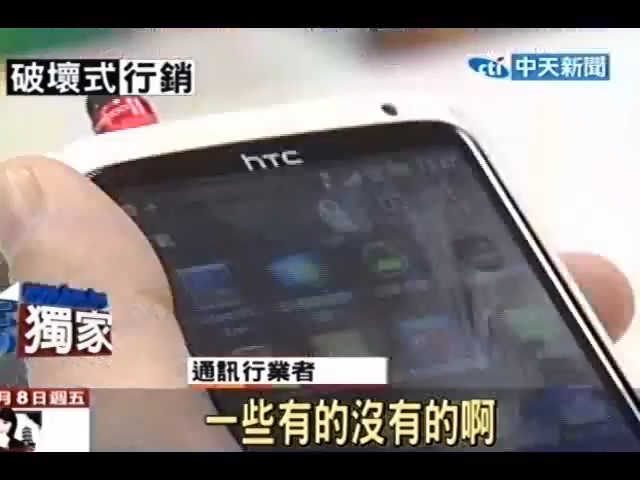 破壞式行銷
cti 中天新聞
hTC
獨家
通訊行業者
月8日週五
一些有的沒有的啊